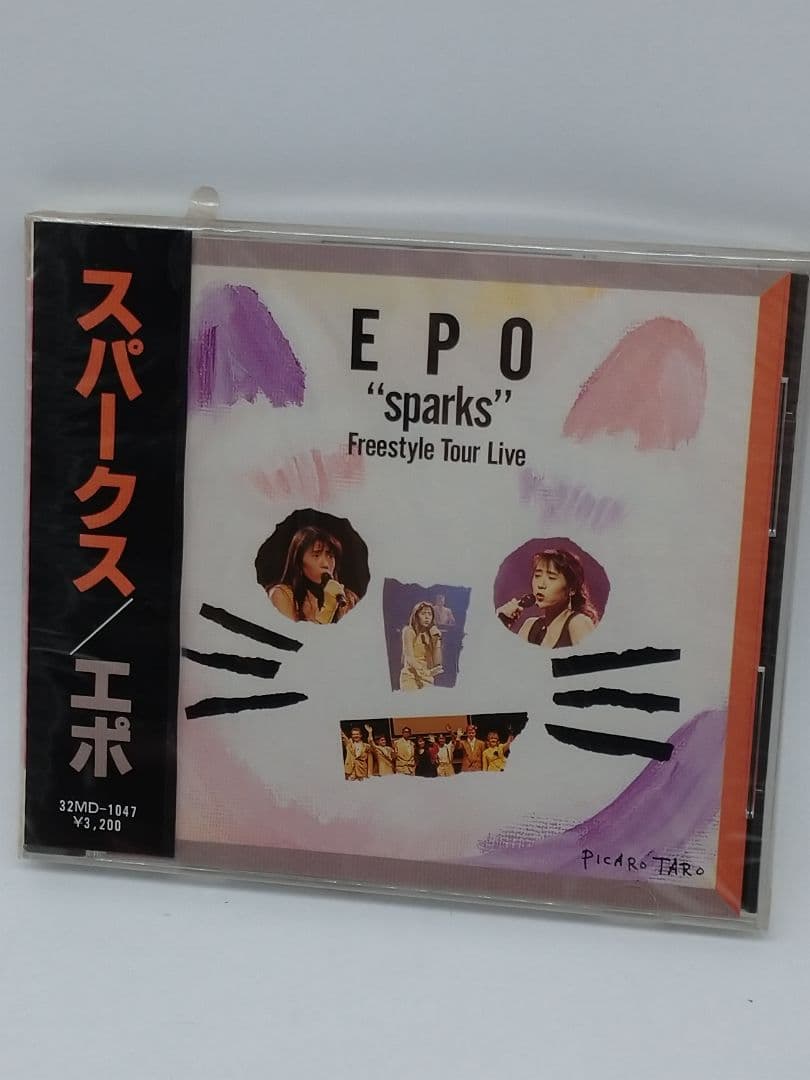 スパークス/エポ
32MD-1047
¥3,200
EPO
“sparks”
Freestyle Tour Live
PICARO TARO